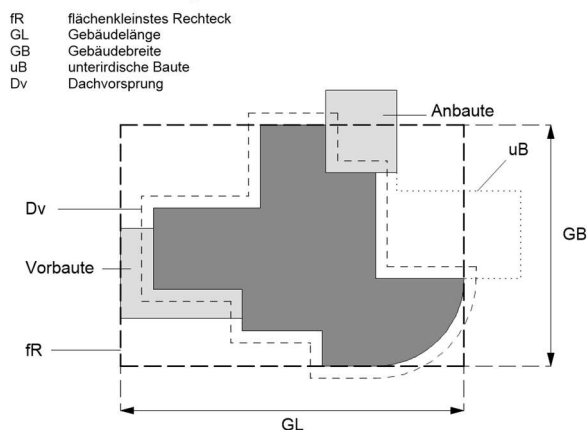 fR flächenkleinstes Rechteck
GL Gebäudelänge
GB Gebäudebreite
uB unterirdische Baute
Dv Dachvorsprung
Anbaute
uB
Dv
GB
Vorbaute
fR
GL